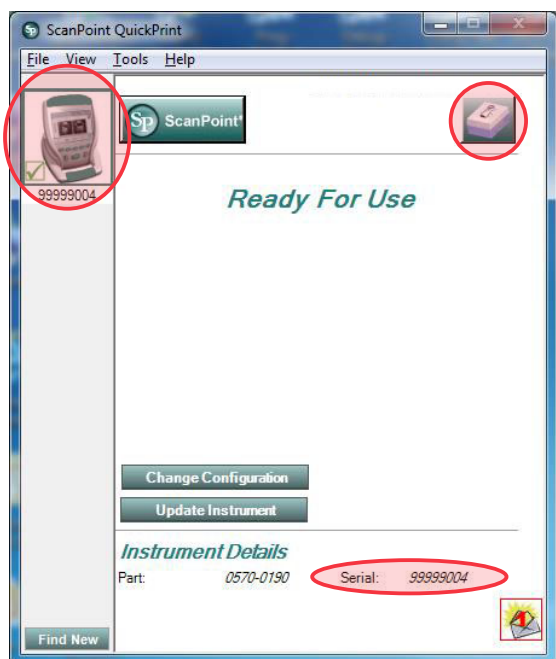 ScanPoint QuickPrint
File View Tools Help
Sp ScanPoint®
99999004
Ready For Use
Change Configuration
Update Instrument
Instrument Details
Part: 0570-0190 Serial: 99999004
Find New